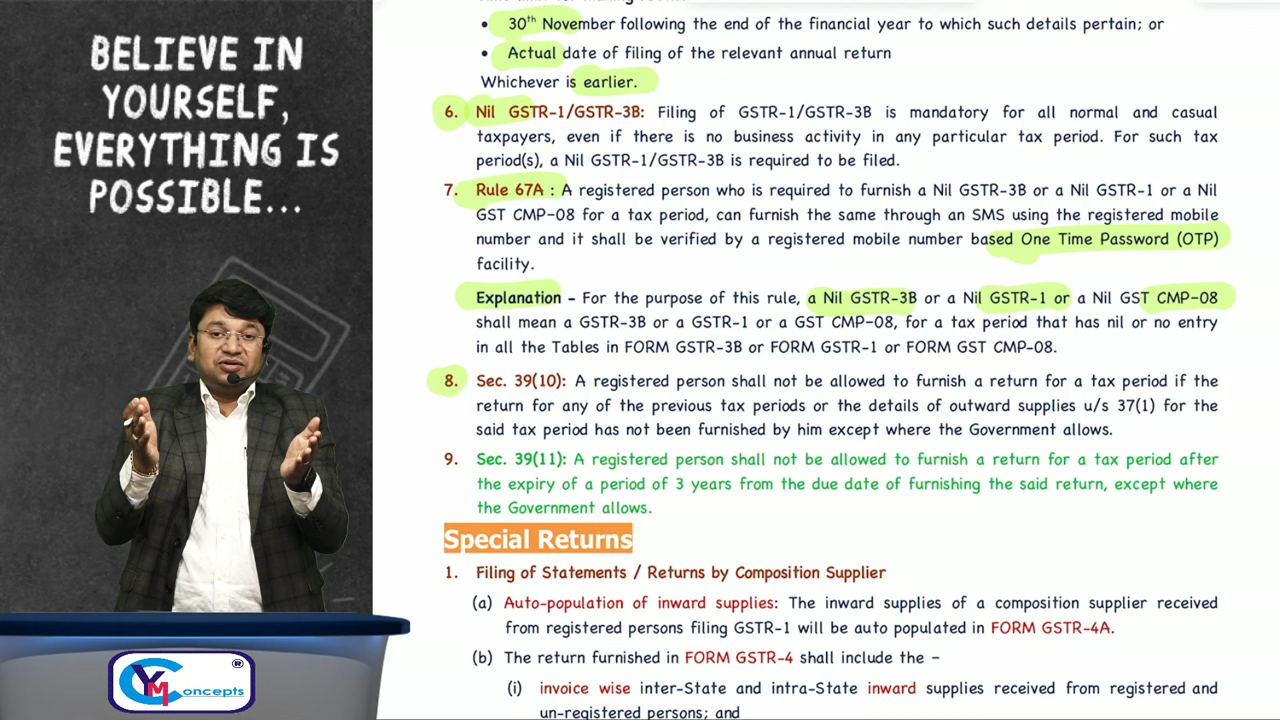 BELIEVE IN
YOURSELF,
EVERYTHING IS
POSSIBLE...
• 30th November following the end of the financial year to which such details pertain; or
• Actual date of filing of the relevant annual return
Whichever is earlier.
6. Nil GSTR-1/GSTR-3B: Filing of GSTR-1/GSTR-3B is mandatory for all normal and casual
taxpayers, even if there is no business activity in any particular tax period. For such tax
period(s), a Nil GSTR-1/GSTR-3B is required to be filed.
7. Rule 67A : A registered person who is required to furnish a Nil GSTR-3B or a Nil GSTR-1 or a Nil
GST CMP-08 for a tax period, can furnish the same through an SMS using the registered mobile
number and it shall be verified by a registered mobile number based One Time Password (OTP)
facility.
Explanation - For the purpose of this rule, a Nil GSTR-3B or a Nil GSTR-1 or a Nil GST CMP-08
shall mean a GSTR-3B or a GSTR-1 or a GST CMP-08, for a tax period that has nil or no entry
in all the Tables in FORM GSTR-3B or FORM GSTR-1 or FORM GST CMP-08.
8. Sec. 39(10): A registered person shall not be allowed to furnish a return for a tax period if the
return for any of the previous tax periods or the details of outward supplies u/s 37(1) for the
said tax period has not been furnished by him except where the Government allows.
9. Sec. 39(11): A registered person shall not be allowed to furnish a return for a tax period after
the expiry of a period of 3 years from the due date of furnishing the said return, except where
the Government allows.
Special Returns
1. Filing of Statements / Returns by Composition Supplier
(a) Auto-population of inward supplies: The inward supplies of a composition supplier received
from registered persons filing GSTR-1 will be auto populated in FORM GSTR-4A.
(b) The return furnished in FORM GSTR-4 shall include the –
(i) invoice wise inter-State and intra-State inward supplies received from registered and
un-registered persons; and
YM Concepts ®